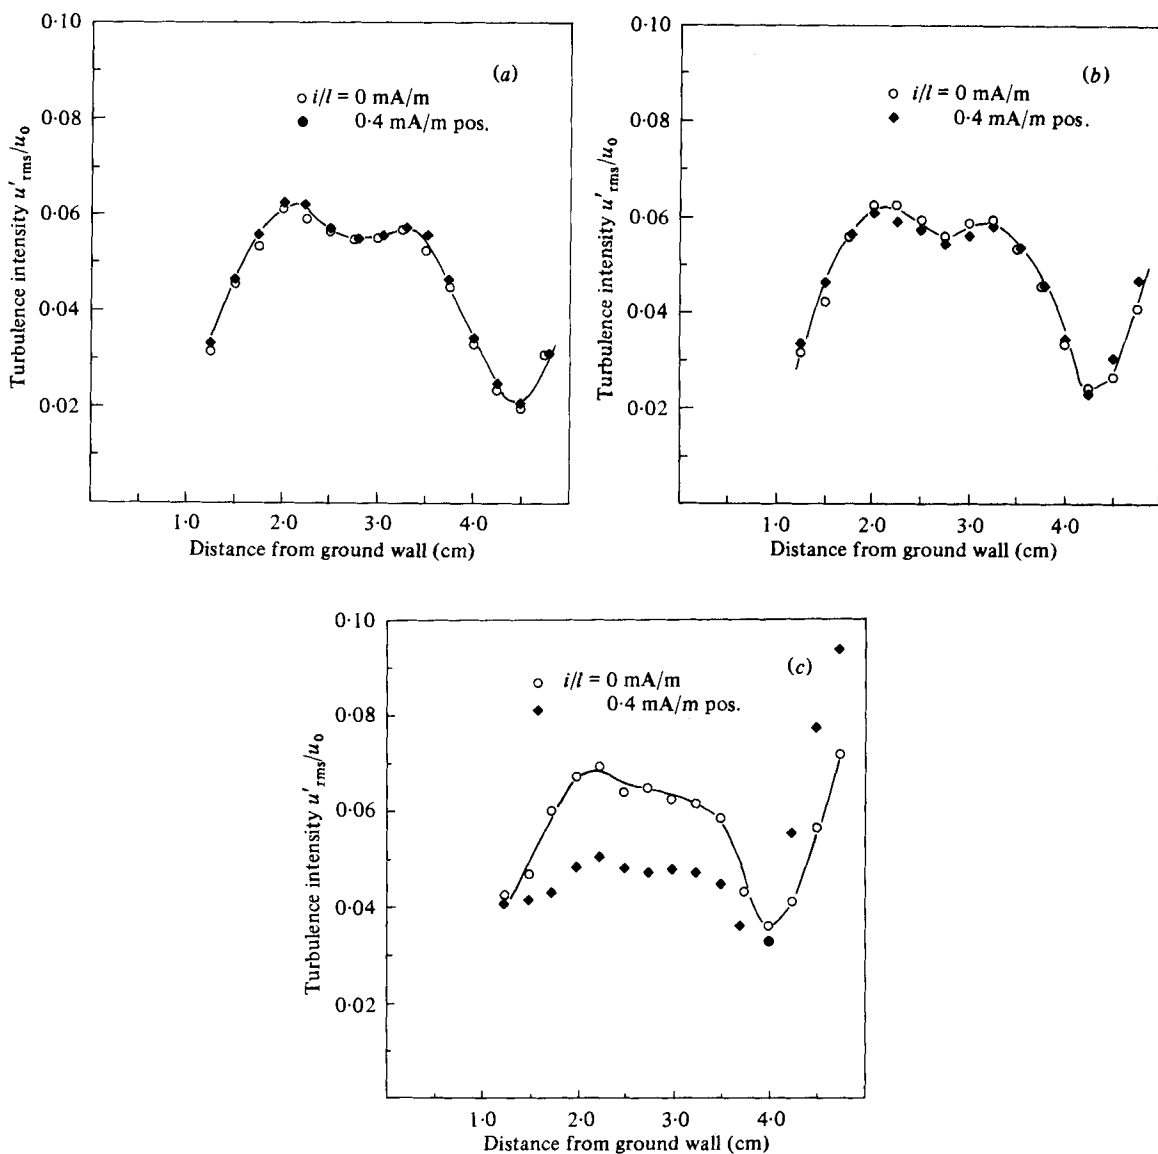 0·10
(a)
i/l = 0 mA/m
0·4 mA/m pos.
0·08
0·06
0·04
0·02
Turbulence intensity u′rms/u0
1·0 2·0 3·0 4·0
Distance from ground wall (cm)
0·10
(b)
i/l = 0 mA/m
0·4 mA/m pos.
0·08
0·06
0·04
0·02
Turbulence intensity u′rms/u0
1·0 2·0 3·0 4·0
Distance from ground wall (cm)
0·10
(c)
i/l = 0 mA/m
0·4 mA/m pos.
0·08
0·06
0·04
0·02
Turbulence intensity u′rms/u0
1·0 2·0 3·0 4·0
Distance from ground wall (cm)